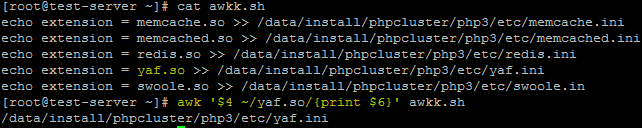 [root@test-server ~]# cat awkk.sh
echo extension = memcache.so >> /data/install/phpcluster/php3/etc/memcache.ini
echo extension = memcached.so >> /data/install/phpcluster/php3/etc/memcached.ini
echo extension = redis.so >> /data/install/phpcluster/php3/etc/redis.ini
echo extension = yaf.so >> /data/install/phpcluster/php3/etc/yaf.ini
echo extension = swoole.so >> /data/install/phpcluster/php3/etc/swoole.in
[root@test-server ~]# awk '$4 ~/yaf.so/{print $6}' awkk.sh
/data/install/phpcluster/php3/etc/yaf.ini